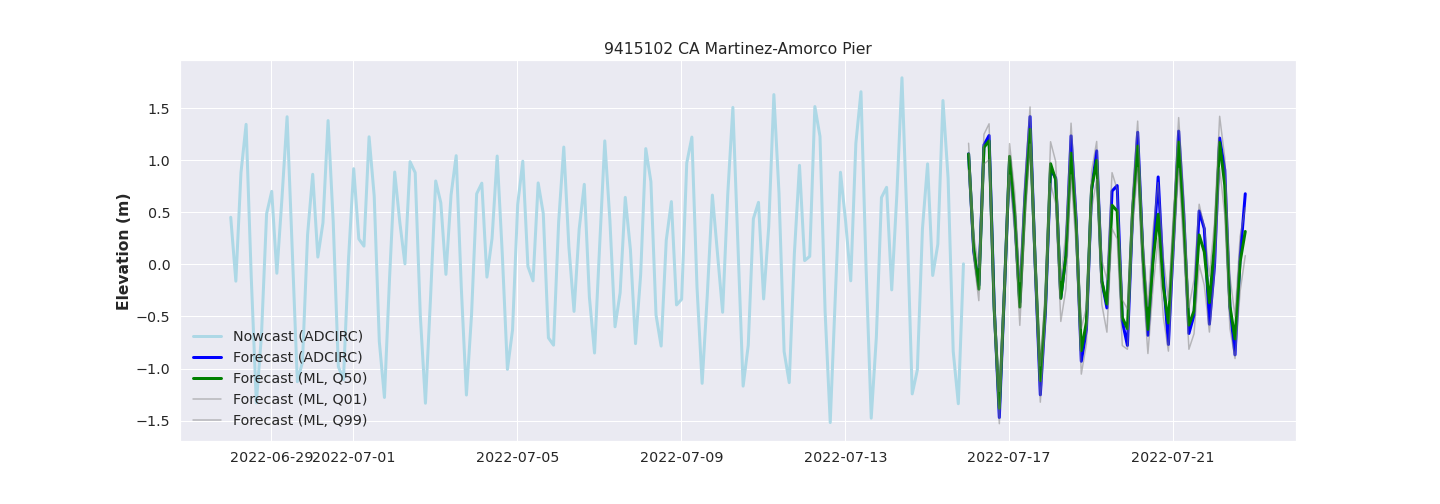 9415102 CA Martinez-Amorco Pier
Elevation (m)
1.5
1.0
0.5
0.0
−0.5
−1.0
−1.5
Nowcast (ADCIRC)
Forecast (ADCIRC)
Forecast (ML, Q50)
Forecast (ML, Q01)
Forecast (ML, Q99)
2022-06-29 2022-07-01 2022-07-05 2022-07-09 2022-07-13 2022-07-17 2022-07-21